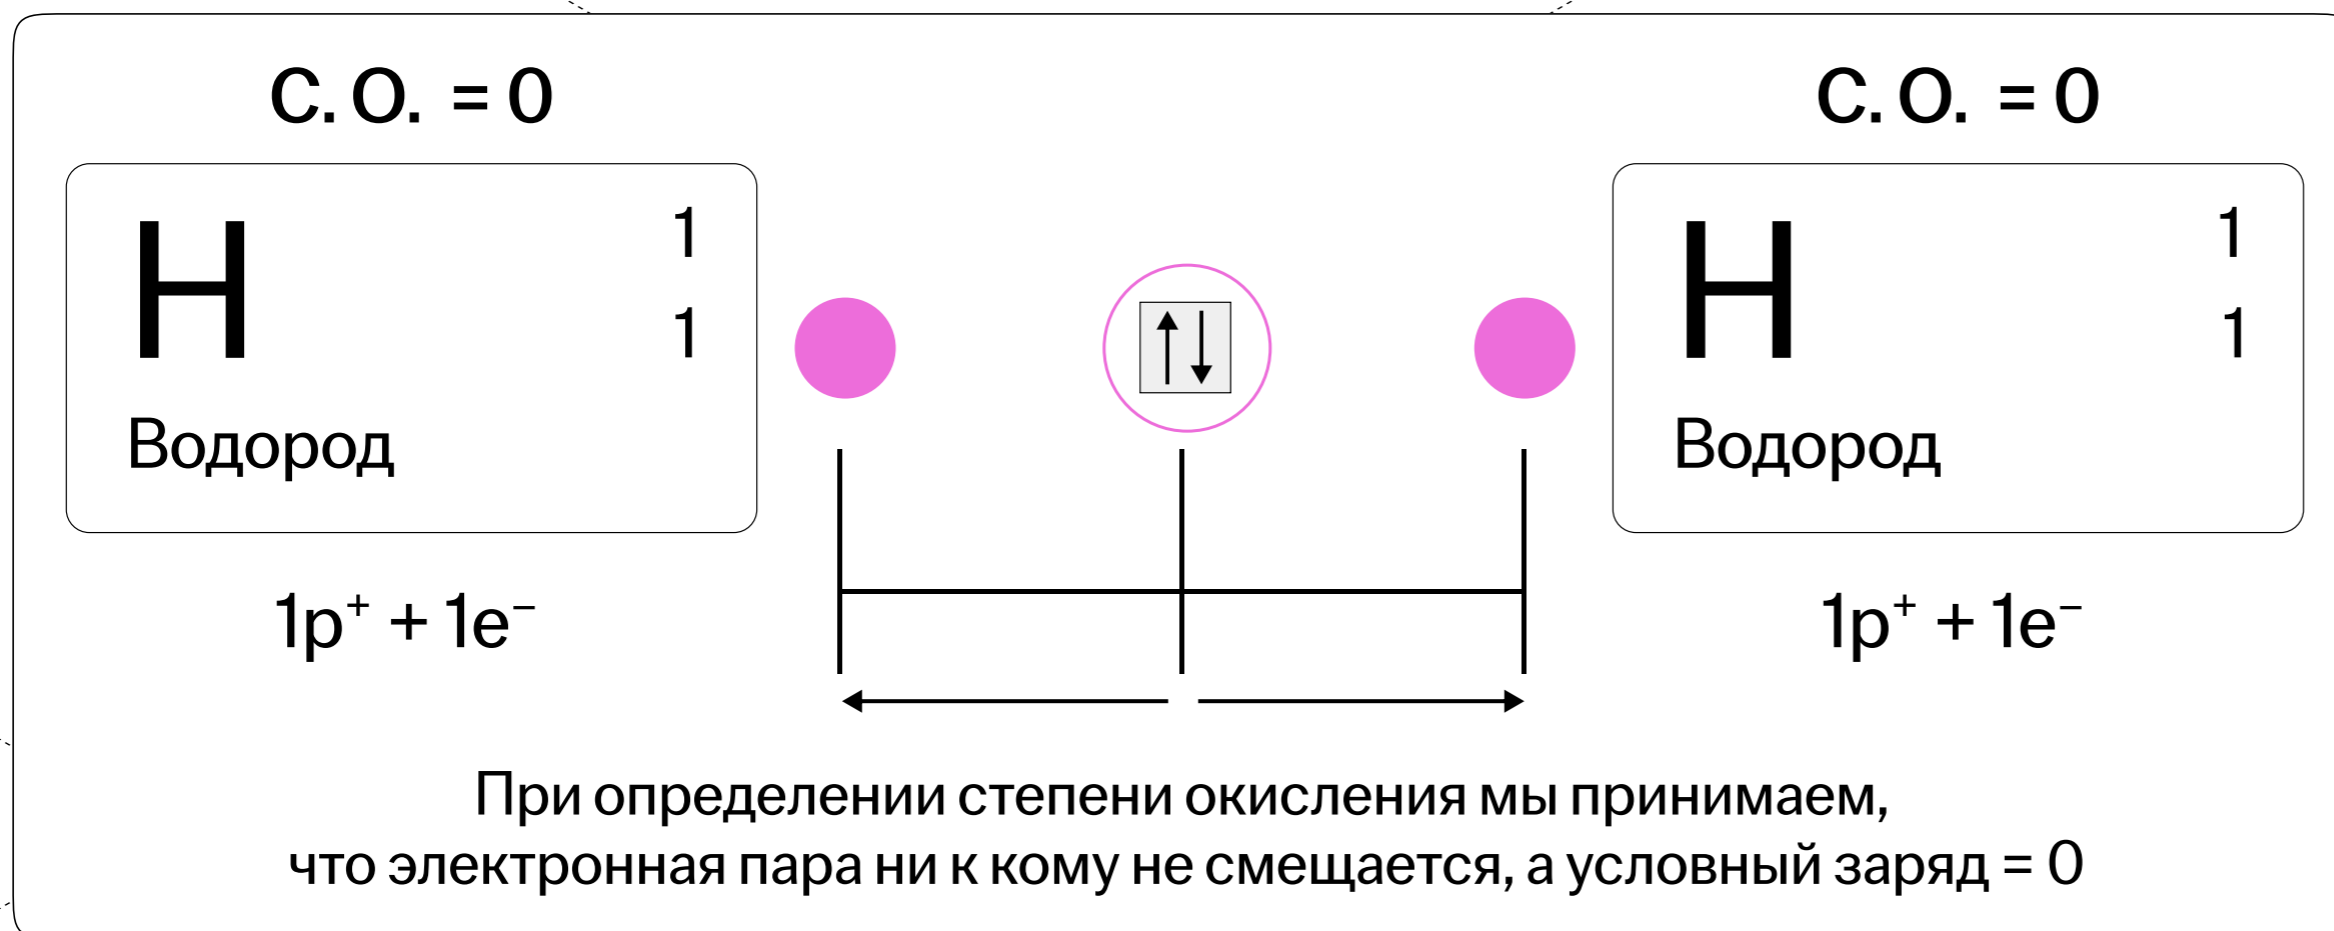 С. О. = 0
С. О. = 0
H 1
1
Водород
H 1
1
Водород
1p⁺ + 1e⁻
1p⁺ + 1e⁻
При определении степени окисления мы принимаем,
что электронная пара ни к кому не смещается, а условный заряд = 0